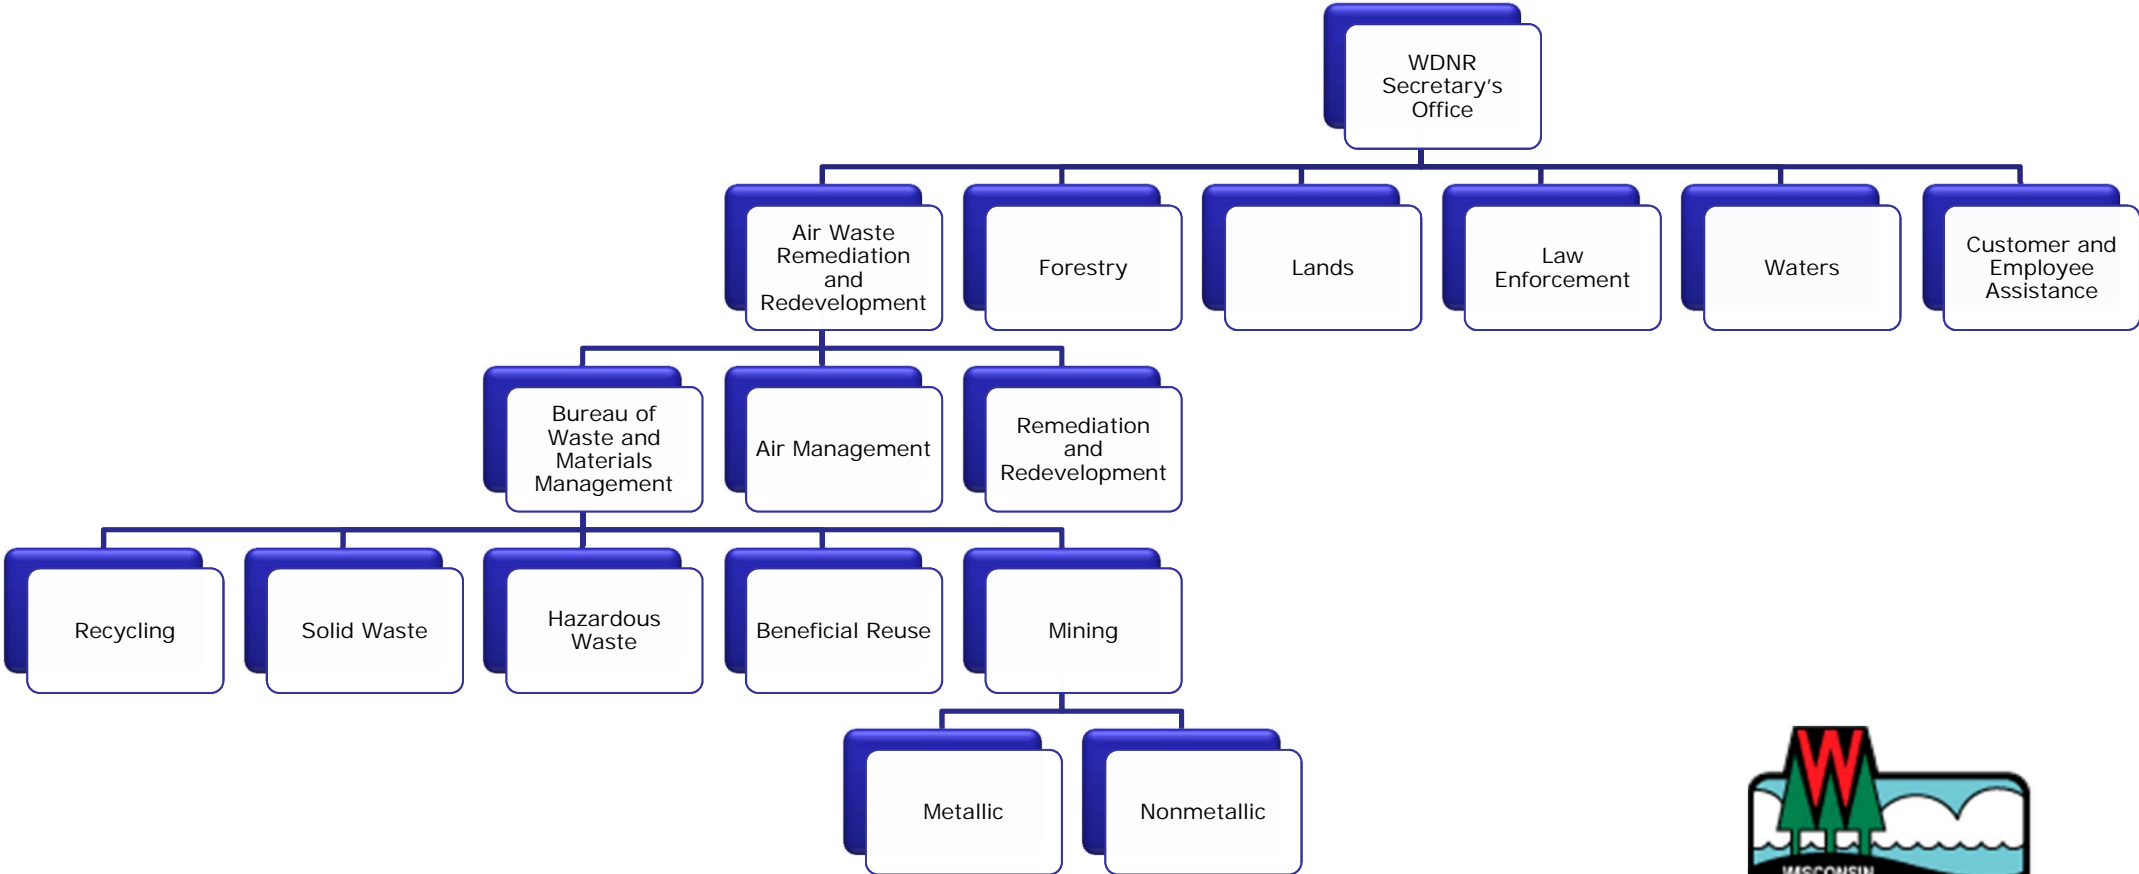 WDNR
Secretary's
Office
Air Waste
Remediation
and
Redevelopment
Forestry
Lands
Law
Enforcement
Waters
Customer and
Employee
Assistance
Bureau of
Waste and
Materials
Management
Air Management
Remediation
and
Redevelopment
Recycling
Solid Waste
Hazardous
Waste
Beneficial Reuse
Mining
Metallic
Nonmetallic
W
WISCONSIN